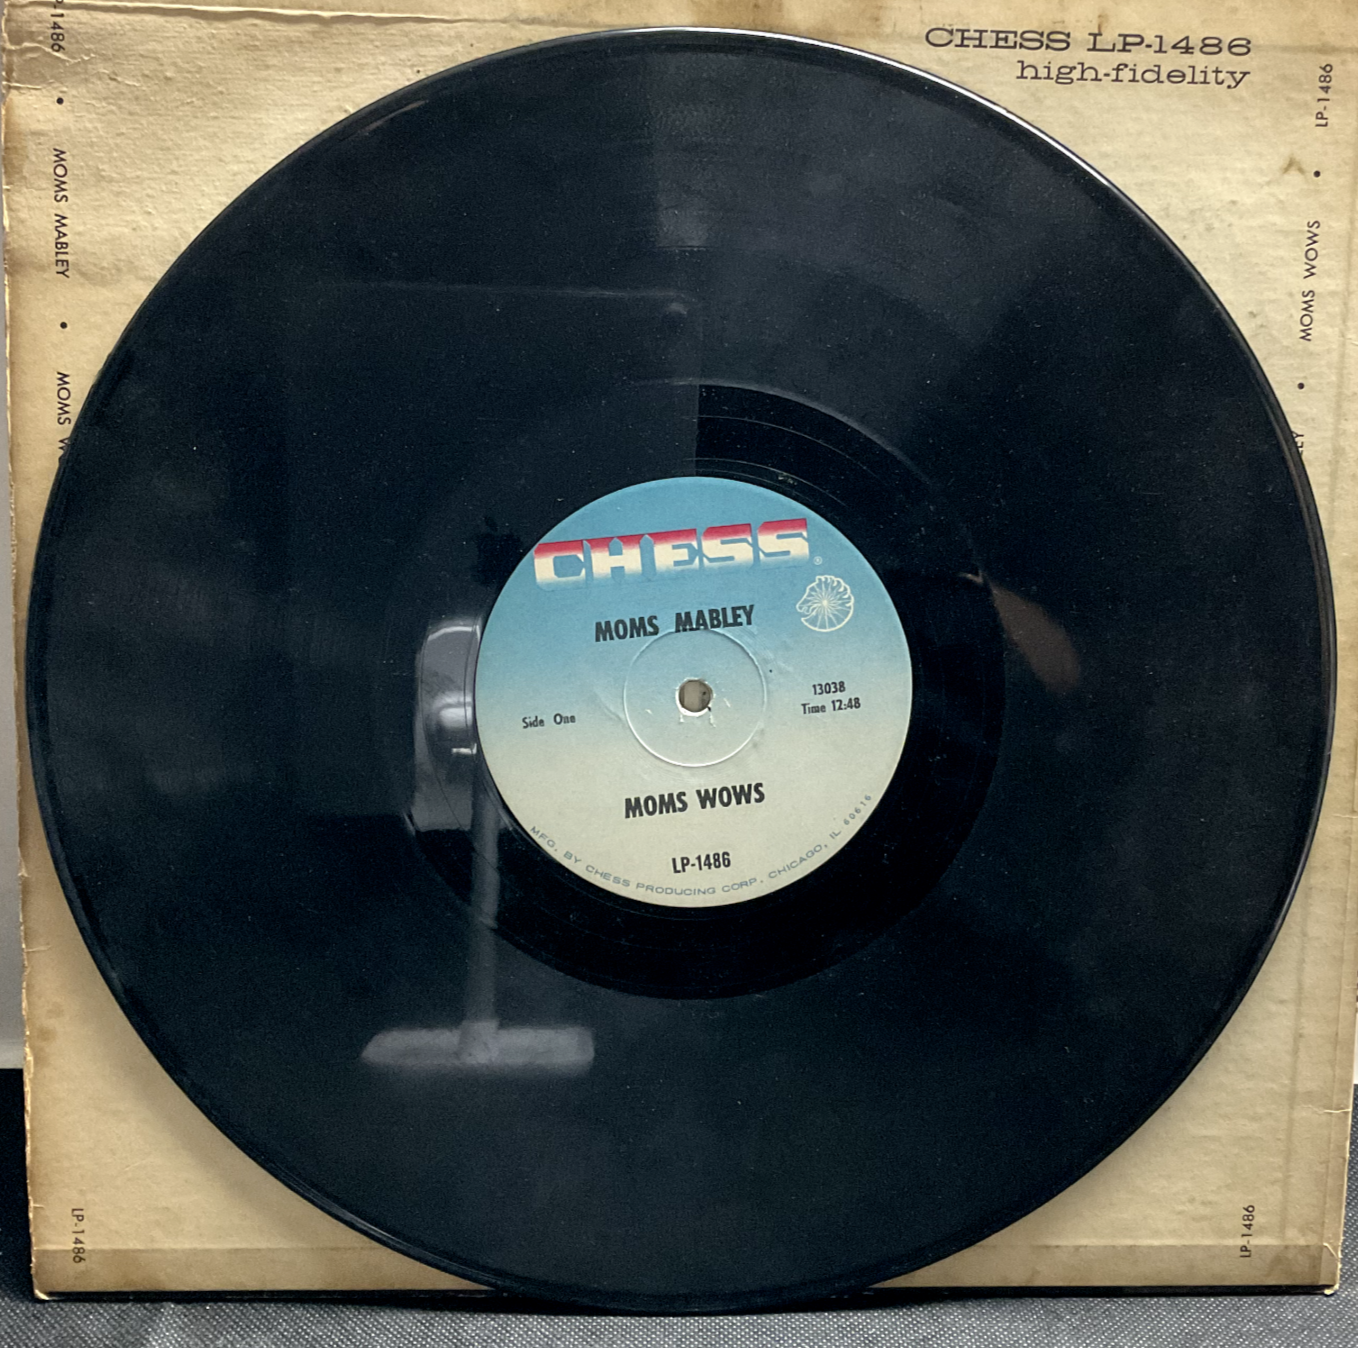 CHESS LP-1486
high-fidelity
-1486 • MOMS MABLEY • MOMS W
LP-1486 • MOMS WOWS •
EY
CHESS ®
MOMS MABLEY
13038
Time 12:48
Side One
MOMS WOWS
LP-1486
MFG. BY CHESS PRODUCING CORP. CHICAGO, IL 60616
LP-1486
LP-1486